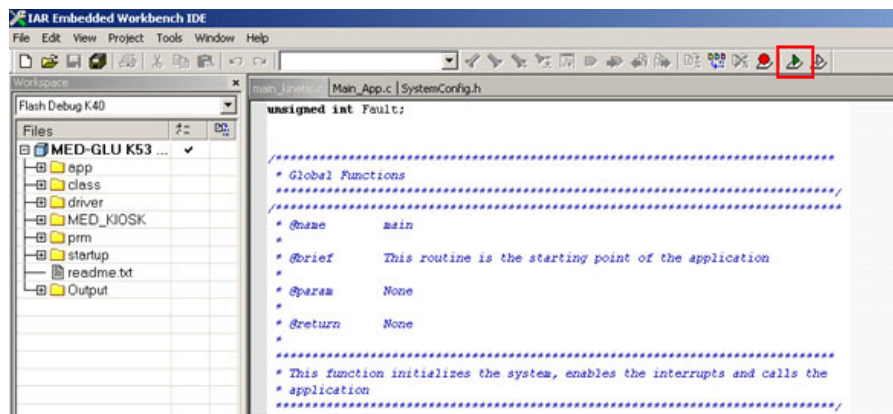 IAR Embedded Workbench IDE
File Edit View Project Tools Window Help
Workspace
main_kinetis.c Main_App.c SystemConfig.h
Flash Debug K40
Files
MED-GLU K53 ...
app
class
driver
MED_KIOSK
prm
startup
readme.txt
Output
unsigned int Fault;
/******************************************************************************
* Global Functions
******************************************************************************/
/******************************************************************************
* @name main
*
* @brief This routine is the starting point of the application
*
* @param None
*
* @return None
*
******************************************************************************
* This function initializes the system, enables the interrupts and calls the
* application
******************************************************************************/